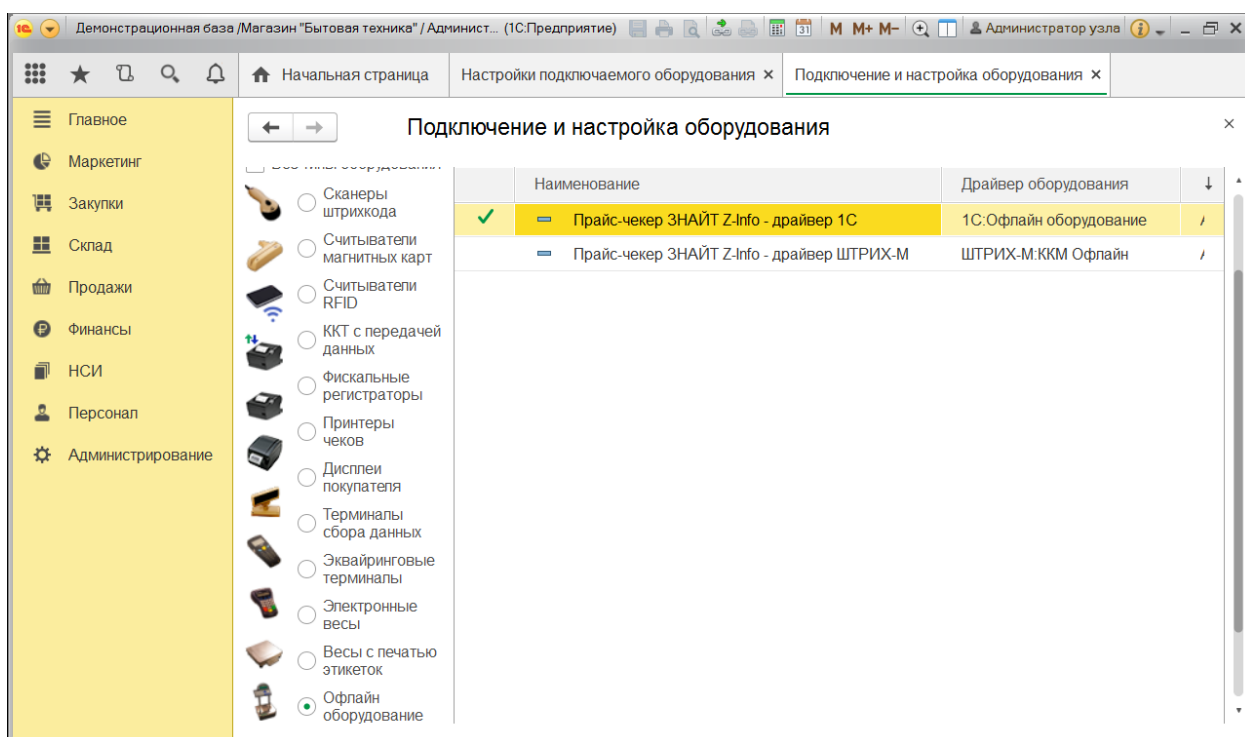 Демонстрационная база /Магазин "Бытовая техника" / Админист... (1С:Предприятие) 31 M M+ M- Администратор узла
Начальная страница Настройки подключаемого оборудования × Подключение и настройка оборудования ×
Главное
Маркетинг
Закупки
Склад
Продажи
Финансы
НСИ
Персонал
Администрирование
Подключение и настройка оборудования
Сканеры
штрихкода
Считыватели
магнитных карт
Считыватели
RFID
ККТ с передачей
данных
Фискальные
регистраторы
Принтеры
чеков
Дисплеи
покупателя
Терминалы
сбора данных
Эквайринговые
терминалы
Электронные
весы
Весы с печатью
этикеток
Офлайн
оборудование
Наименование Драйвер оборудования
Прайс-чекер ЗНАЙТ Z-Info - драйвер 1С 1С:Офлайн оборудование
Прайс-чекер ЗНАЙТ Z-Info - драйвер ШТРИХ-М ШТРИХ-М:ККМ Офлайн